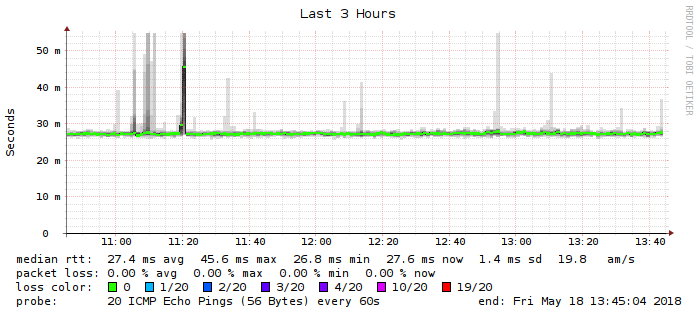 Last 3 Hours
RRDTOOL / TOBI OETIKER
Seconds
50 m
40 m
30 m
20 m
10 m
0
11:00 11:20 11:40 12:00 12:20 12:40 13:00 13:20 13:40
median rtt: 27.4 ms avg 45.6 ms max 26.8 ms min 27.6 ms now 1.4 ms sd 19.8 am/s
packet loss: 0.00 % avg 0.00 % max 0.00 % min 0.00 % now
loss color: 0 1/20 2/20 3/20 4/20 10/20 19/20
probe: 20 ICMP Echo Pings (56 Bytes) every 60s end: Fri May 18 13:45:04 2018